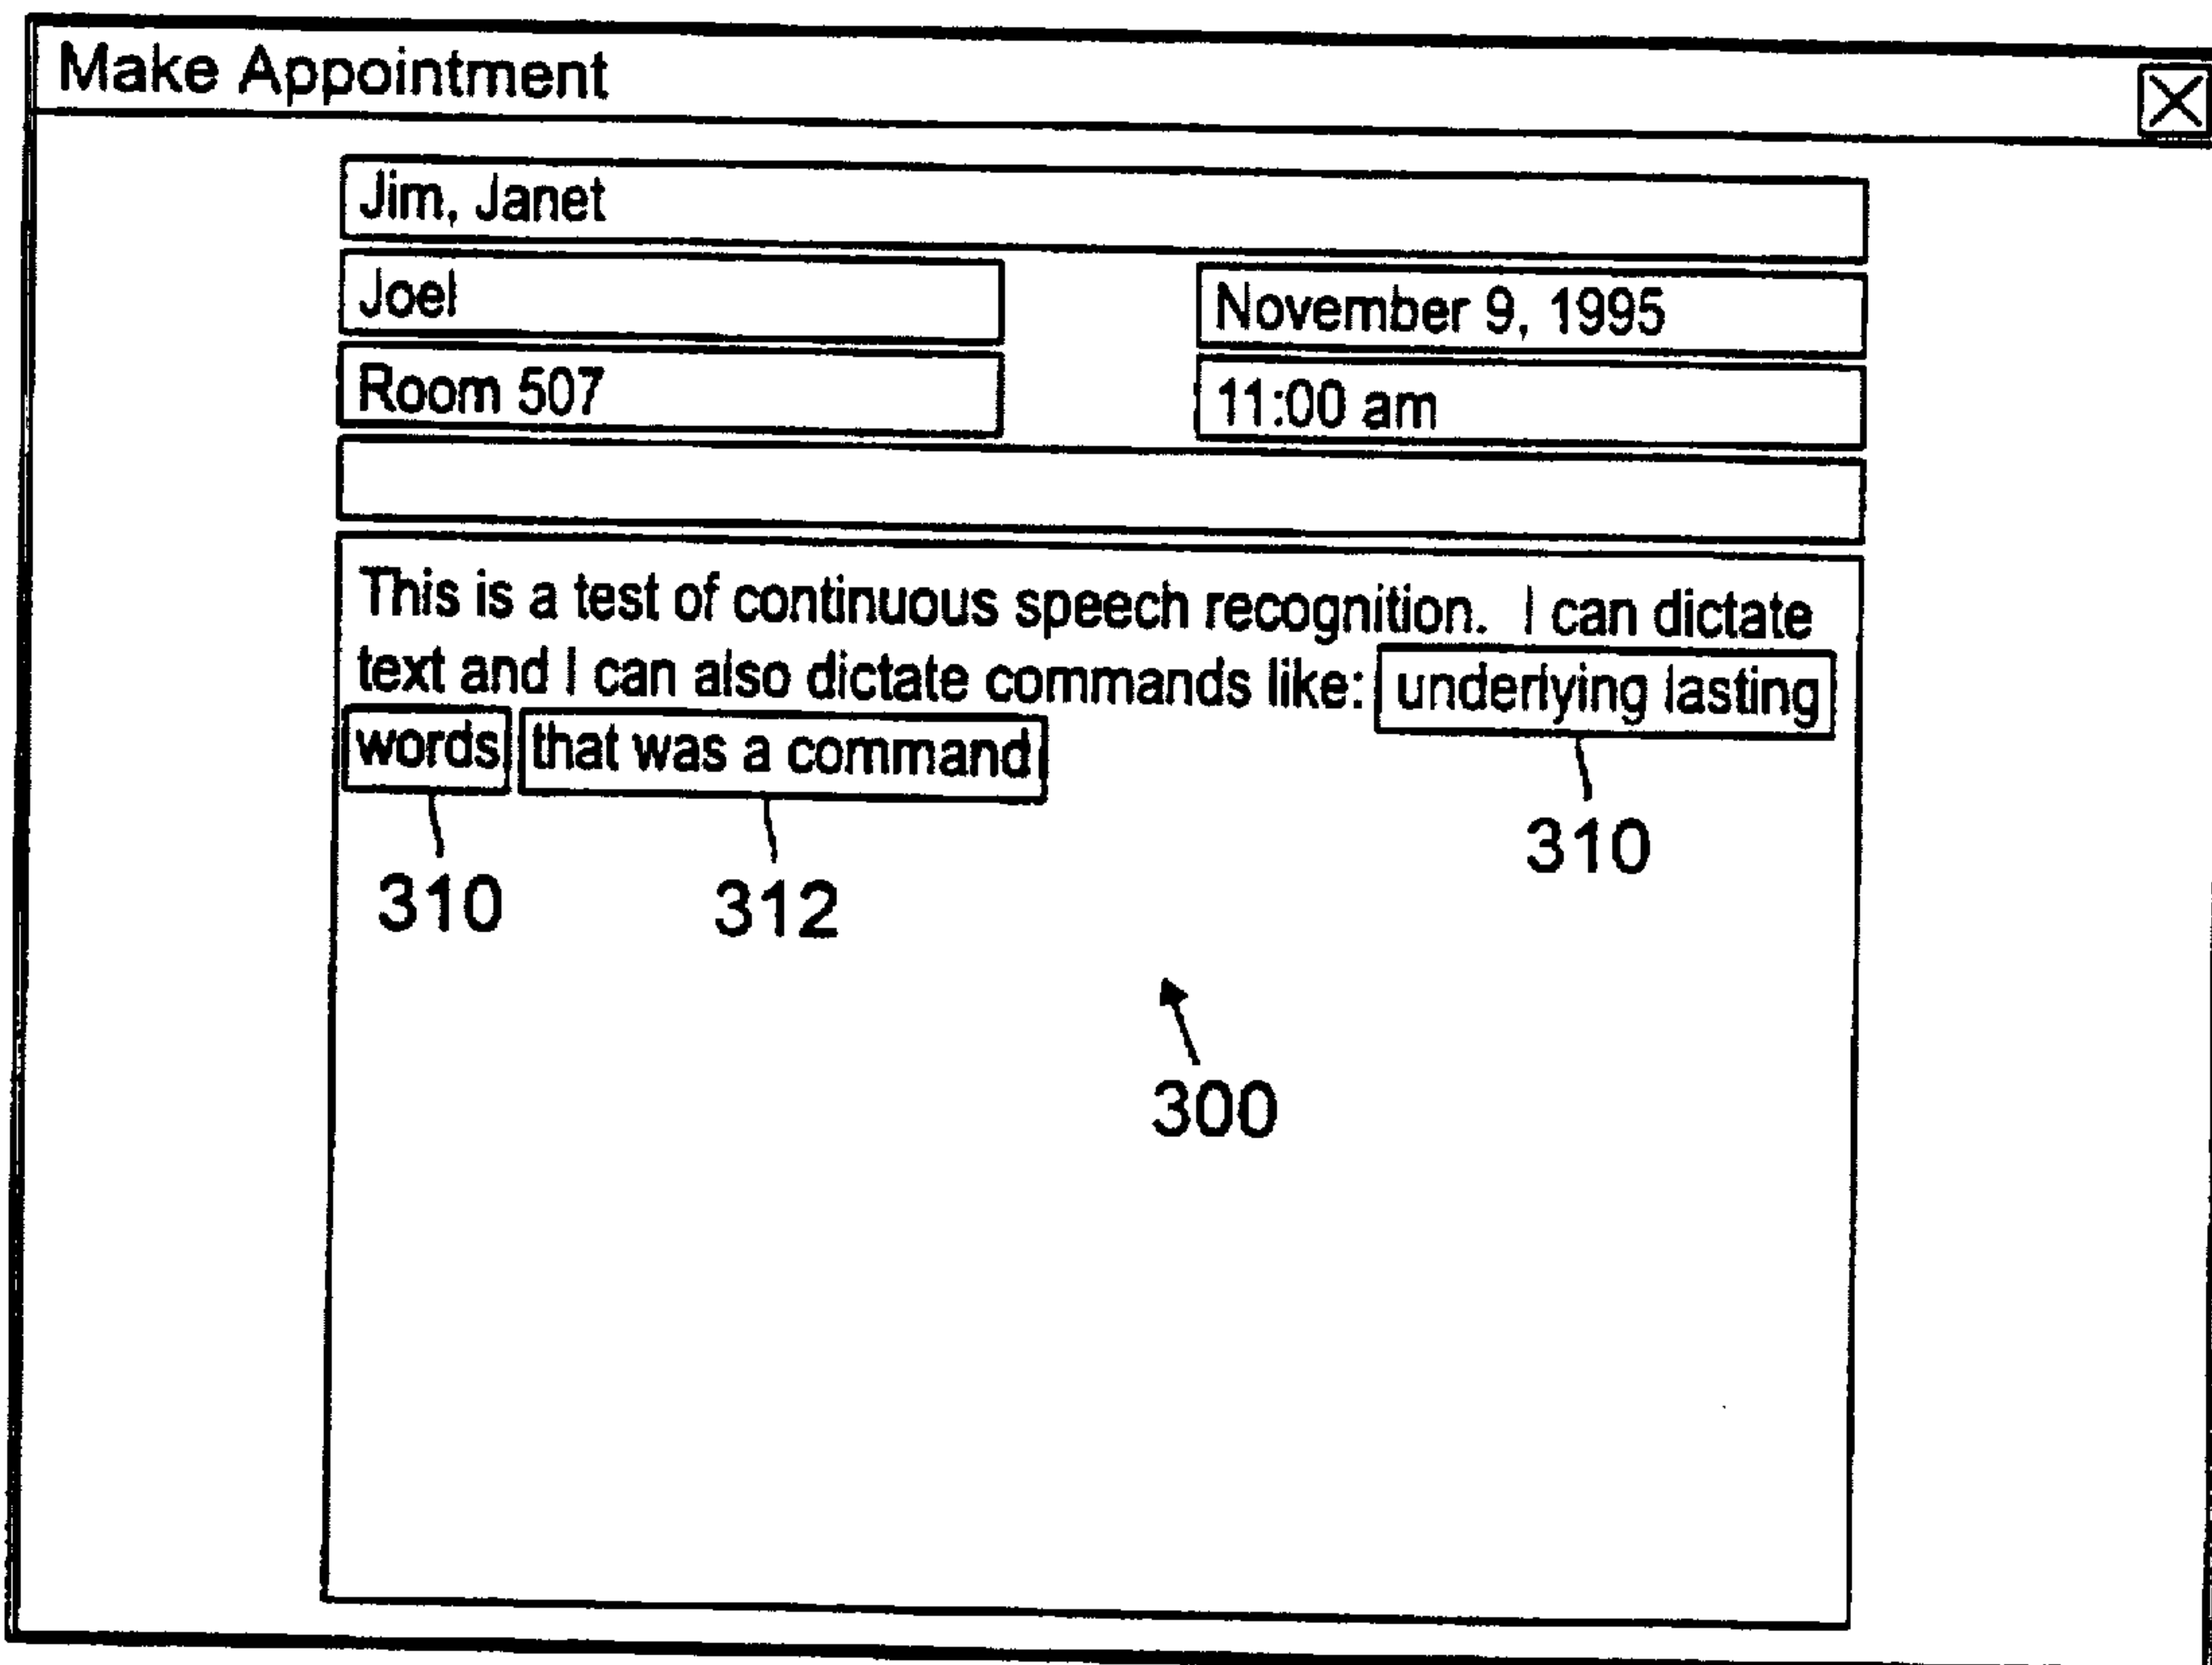 Make Appointment
Jim, Janet
Joel
November 9, 1995
Room 507
11:00 am
This is a test of continuous speech recognition.  I can dictate
text and I can also dictate commands like: underlying lasting
words that was a command
310
310
312
300